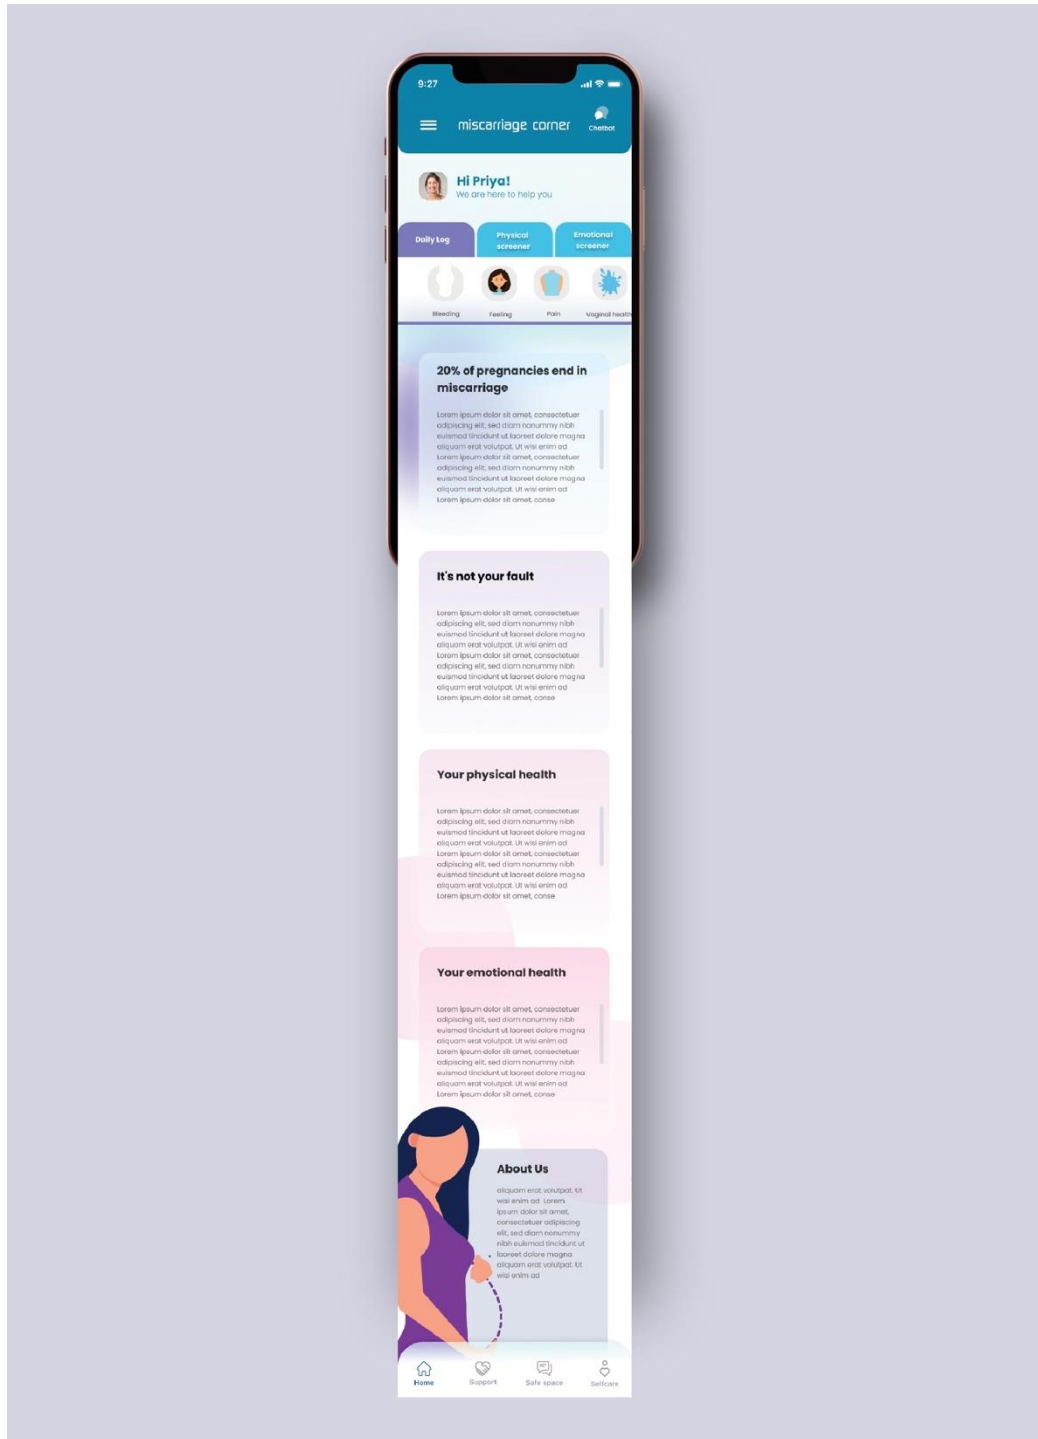 9:27
miscarriage corner
Chatbot
Hi Priya!
We are here to help you
Daily Log
Physical
screener
Emotional
screener
Bleeding
Feeling
Pain
Vaginal health
20% of pregnancies end in
miscarriage
Lorem ipsum dolor sit amet, consectetuer
adipiscing elit, sed diam nonummy nibh
euismod tincidunt ut laoreet dolore magna
aliquam erat volutpat. Ut wisi enim ad
Lorem ipsum dolor sit amet, consectetuer
adipiscing elit, sed diam nonummy nibh
euismod tincidunt ut laoreet dolore magna
aliquam erat volutpat. Ut wisi enim ad
Lorem ipsum dolor sit amet, conse
It's not your fault
Lorem ipsum dolor sit amet, consectetuer
adipiscing elit, sed diam nonummy nibh
euismod tincidunt ut laoreet dolore magna
aliquam erat volutpat. Ut wisi enim ad
Lorem ipsum dolor sit amet, consectetuer
adipiscing elit, sed diam nonummy nibh
euismod tincidunt ut laoreet dolore magna
aliquam erat volutpat. Ut wisi enim ad
Lorem ipsum dolor sit amet, conse
Your physical health
Lorem ipsum dolor sit amet, consectetuer
adipiscing elit, sed diam nonummy nibh
euismod tincidunt ut laoreet dolore magna
aliquam erat volutpat. Ut wisi enim ad
Lorem ipsum dolor sit amet, consectetuer
adipiscing elit, sed diam nonummy nibh
euismod tincidunt ut laoreet dolore magna
aliquam erat volutpat. Ut wisi enim ad
Lorem ipsum dolor sit amet, conse
Your emotional health
Lorem ipsum dolor sit amet, consectetuer
adipiscing elit, sed diam nonummy nibh
euismod tincidunt ut laoreet dolore magna
aliquam erat volutpat. Ut wisi enim ad
Lorem ipsum dolor sit amet, consectetuer
adipiscing elit, sed diam nonummy nibh
euismod tincidunt ut laoreet dolore magna
aliquam erat volutpat. Ut wisi enim ad
Lorem ipsum dolor sit amet, conse
About Us
aliquam erat volutpat. Ut
wisi enim ad Lorem
ipsum dolor sit amet,
consectetuer adipiscing
elit, sed diam nonummy
nibh euismod tincidunt ut
laoreet dolore magna
aliquam erat volutpat. Ut
wisi enim ad
Home
Support
Safe space
Selfcare